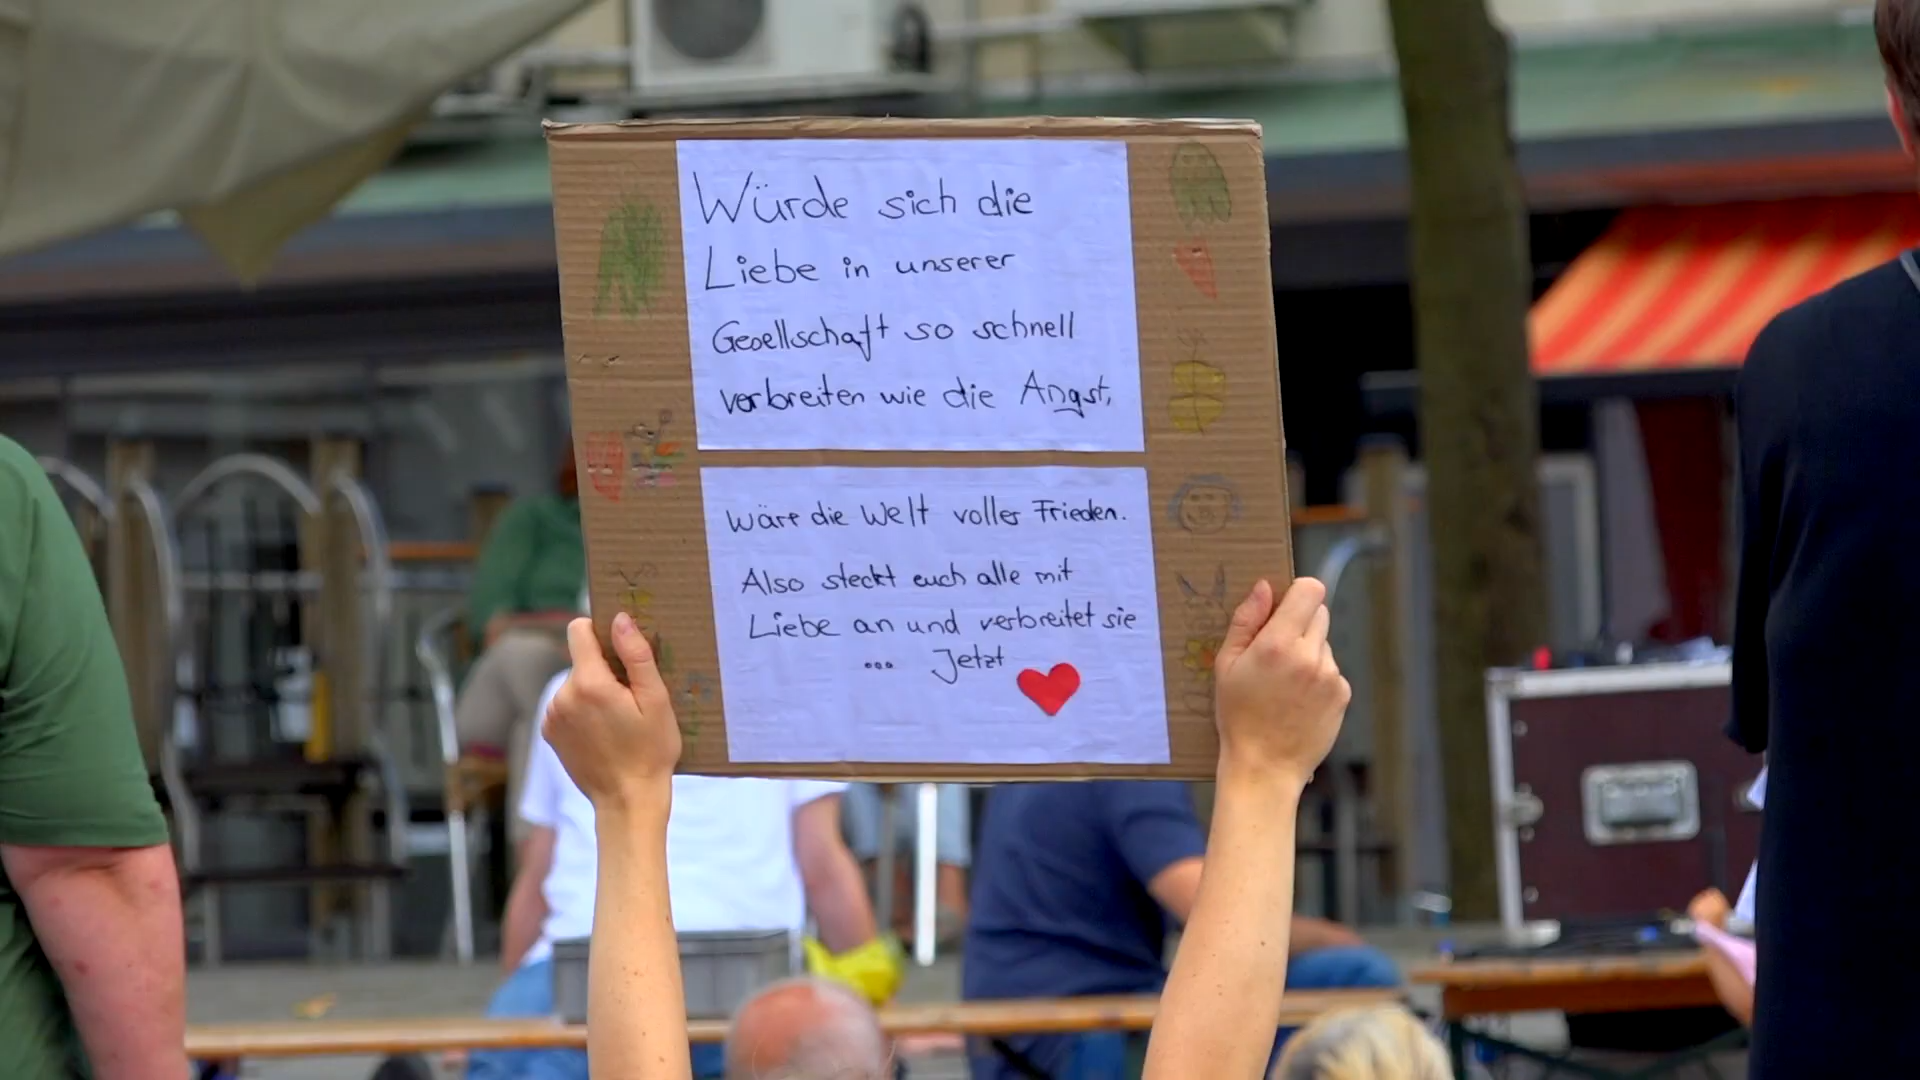 Würde sich die
Liebe in unserer
Gesellschaft so schnell
verbreiten wie die Angst,
wäre die Welt voller Frieden.
Also steckt euch alle mit
Liebe an und verbreitet sie
... Jetzt